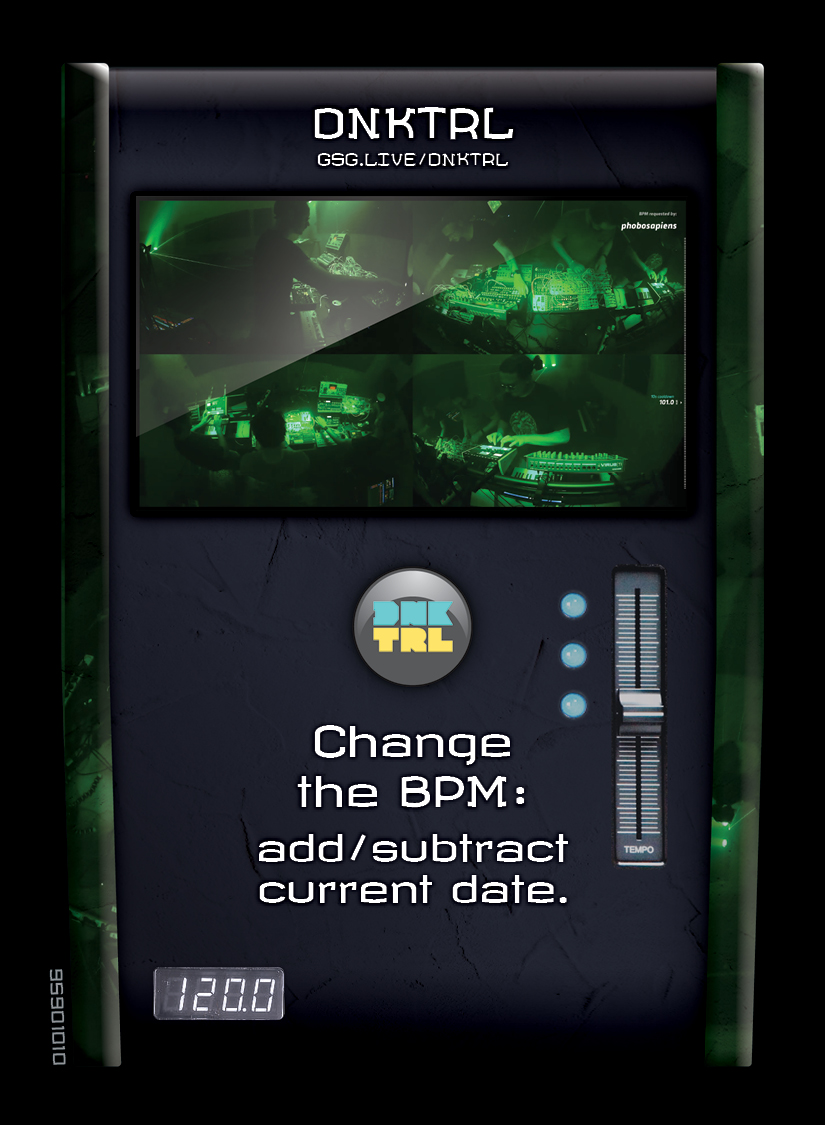 DNKTRL
GSG.LIVE/DNKTRL
BPM requested by:
phobosapiens
101.0
DNK
TRL
Change
the BPM:
add/subtract
current date.
TEMPO
120.0
01010956